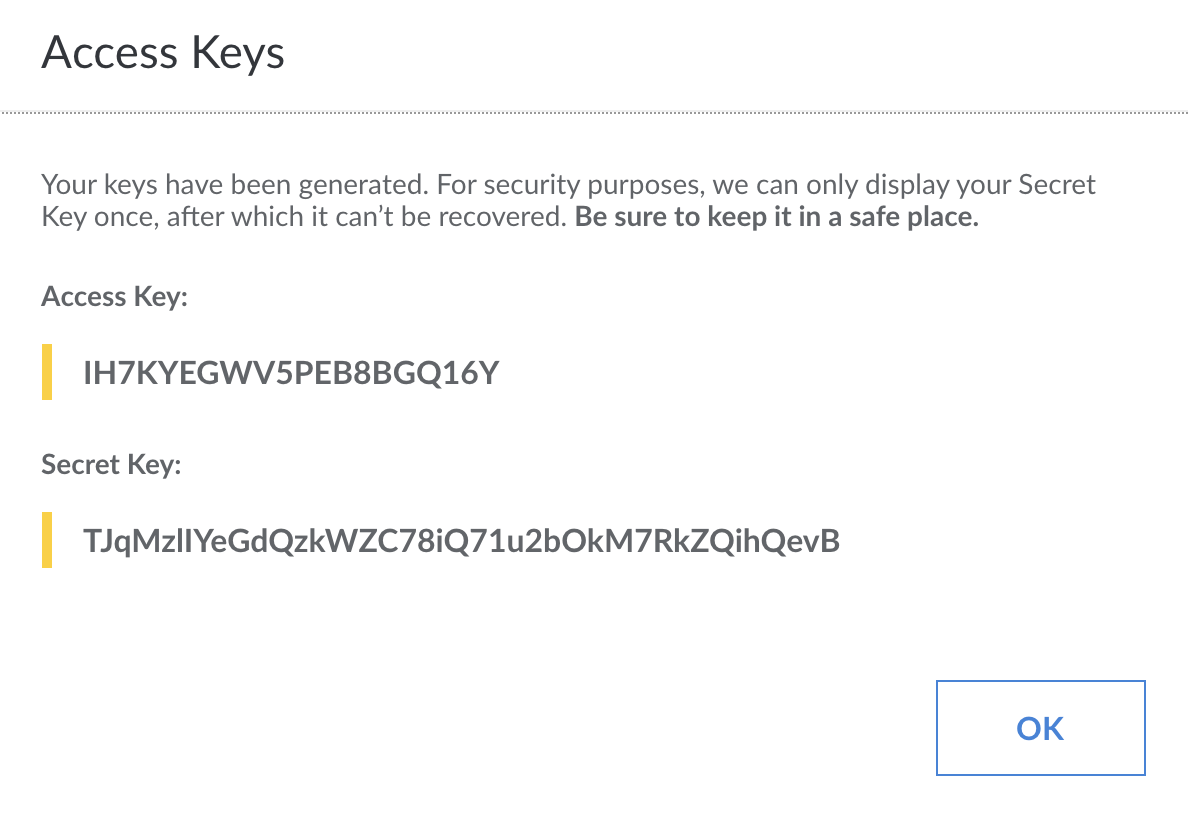 Access Keys
Your keys have been generated. For security purposes, we can only display your Secret
Key once, after which it can’t be recovered. Be sure to keep it in a safe place.
Access Key:
IH7KYEGWV5PEB8BGQ16Y
Secret Key:
TJqMzlIYeGdQzkWZC78iQ71u2bOkM7RkZQihQevB
OK